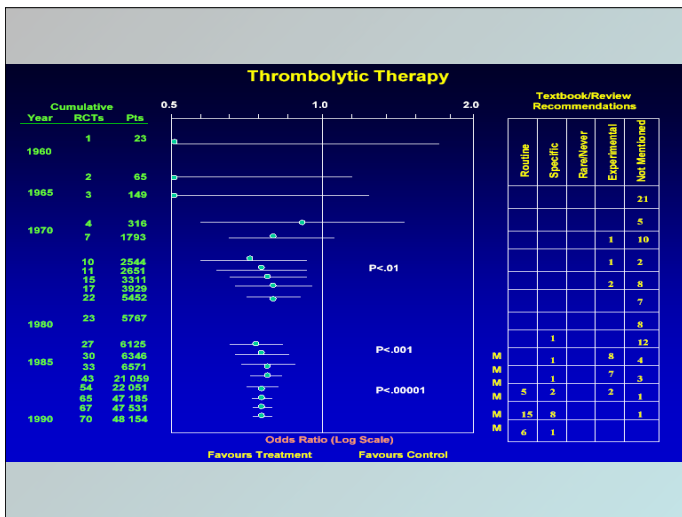 Thrombolytic Therapy
Textbook/Review
Recommendations
Cumulative
Year RCTs Pts
0.5 1.0 2.0
Routine
Specific
Rare/Never
Experimental
Not Mentioned
1 23
1960
2 65
1965 3 149
21
4 316
5
1970
7 1793
1 10
10 2544
1 2
11 2651
P<.01
15 3311
2 8
17 3929
22 5452
7
23 5767
1980
8
27 6125
1 12
P<.001
30 6346
M 1 8 4
1985
33 6571
M 7
43 21 059
M 1 3
54 22 051
P<.00001
M 5 2 2 1
65 47 185
67 47 531
M 15 8 1
1990 70 48 154
M 6 1
Odds Ratio (Log Scale)
Favours Treatment Favours Control